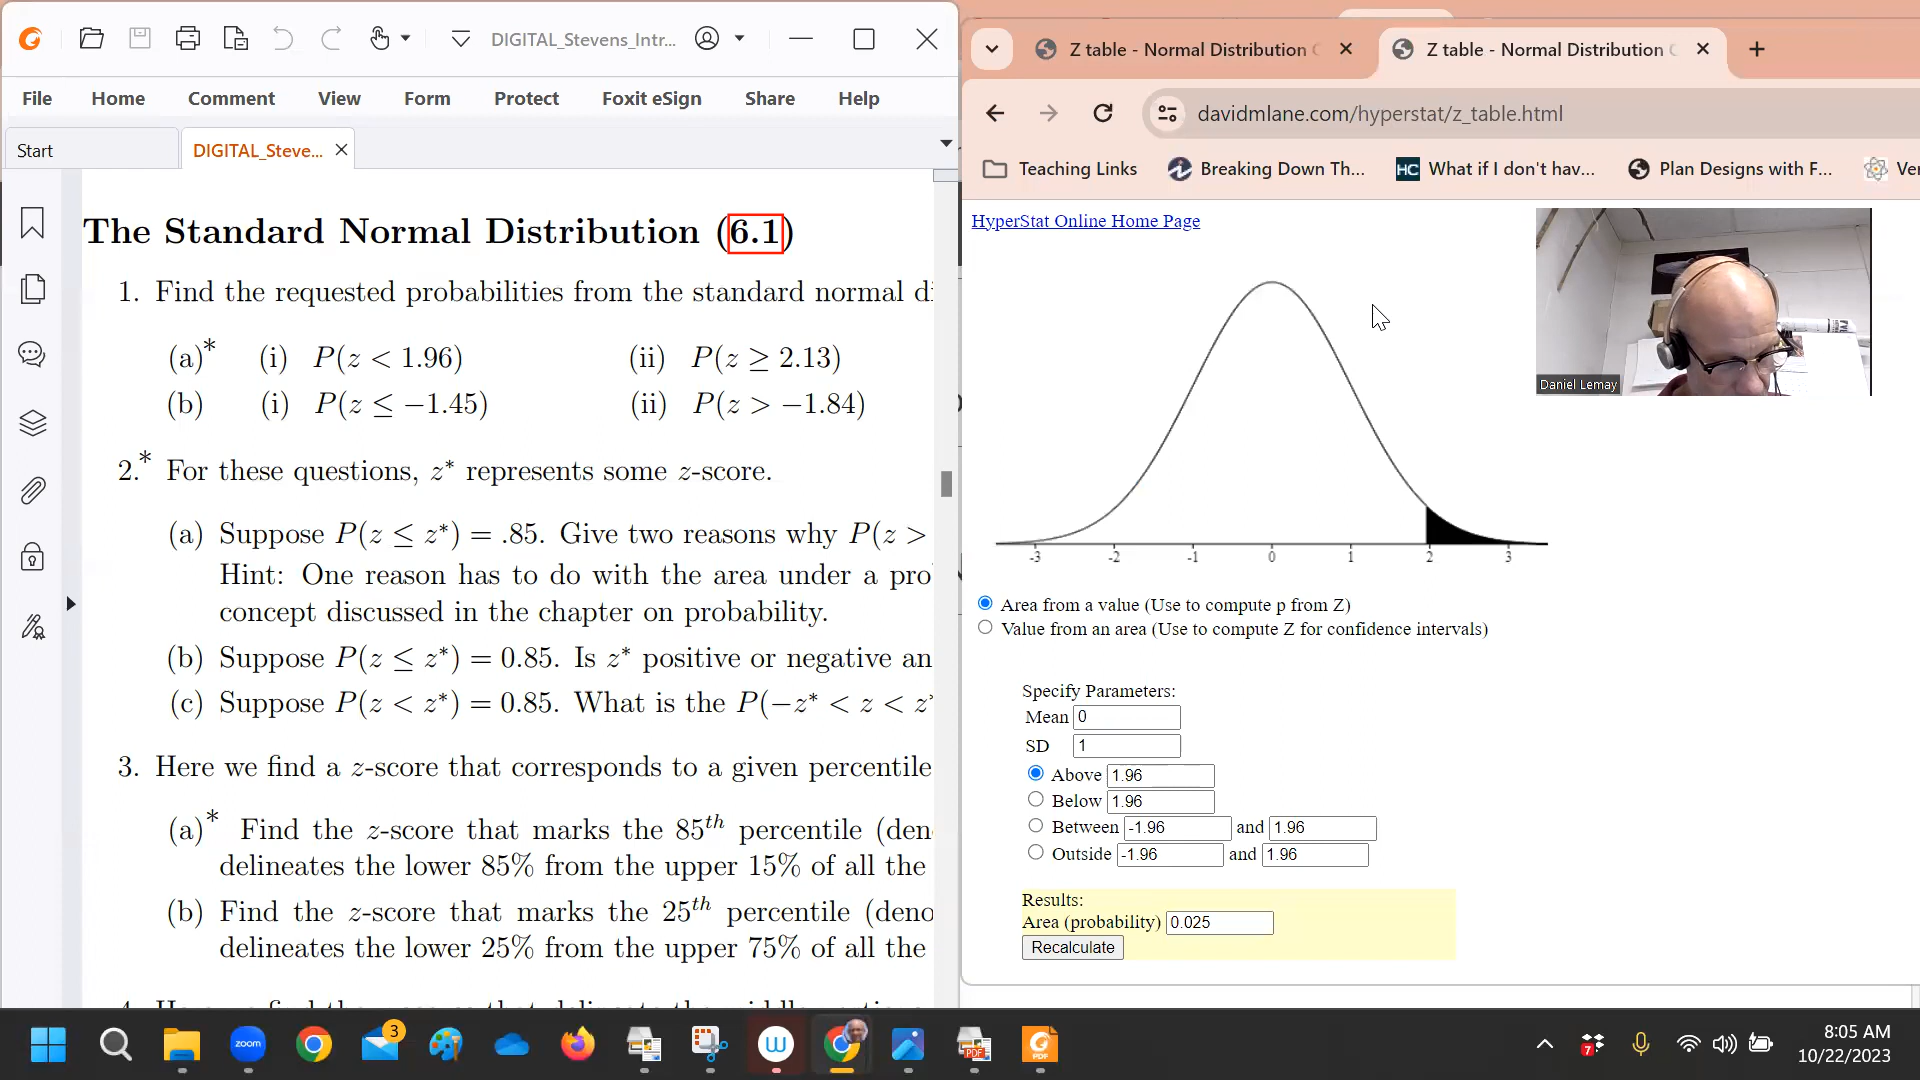 DIGITAL_Stevens_Intr...
File Home Comment View Form Protect Foxit eSign Share Help
Start
DIGITAL_Steve...
The Standard Normal Distribution (6.1)
1. Find the requested probabilities from the standard normal
(a)* (i) P(z < 1.96) (ii) P(z ≥ 2.13)
(b) (i) P(z ≤ −1.45) (ii) P(z > −1.84)
2.* For these questions, z* represents some z-score.
(a) Suppose P(z ≤ z*) = .85. Give two reasons why P(z >
Hint: One reason has to do with the area under a
concept discussed in the chapter on probability.
(b) Suppose P(z ≤ z*) = 0.85. Is z* positive or negative
(c) Suppose P(z < z*) = 0.85. What is the P(−z* < z < z*
3. Here we find a z-score that corresponds to a given percentile
(a)* Find the z-score that marks the 85th percentile
delineates the lower 85% from the upper 15% of all the
(b) Find the z-score that marks the 25th percentile
delineates the lower 25% from the upper 75% of all the
Z table - Normal Distribution
Z table - Normal Distribution
davidmlane.com/hyperstat/z_table.html
Teaching Links
Breaking Down Th...
HC
What if I don't hav...
Plan Designs with F...
Ver
HyperStat Online Home Page
Daniel Lemay
-3 -2 -1 0 1 2 3
Area from a value (Use to compute p from Z)
Value from an area (Use to compute Z for confidence intervals)
Specify Parameters:
Mean 0
SD 1
Above 1.96
Below 1.96
Between -1.96 and 1.96
Outside -1.96 and 1.96
Results:
Area (probability) 0.025
Recalculate
zoom
3
W
PDF
PDF
7
8:05 AM
10/22/2023